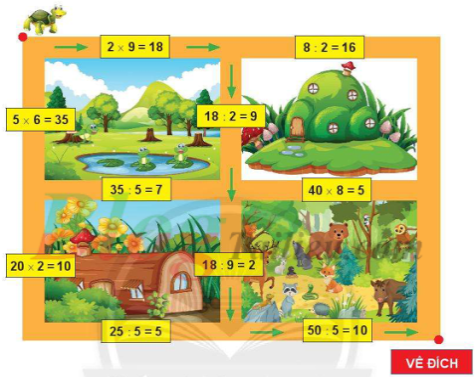 2 × 9 = 18
8 : 2 = 16
5 × 6 = 35
18 : 2 = 9
35 : 5 = 7
40 × 8 = 5
20 × 2 = 10
18 : 9 = 2
25 : 5 = 5
50 : 5 = 10
VỀ ĐÍCH